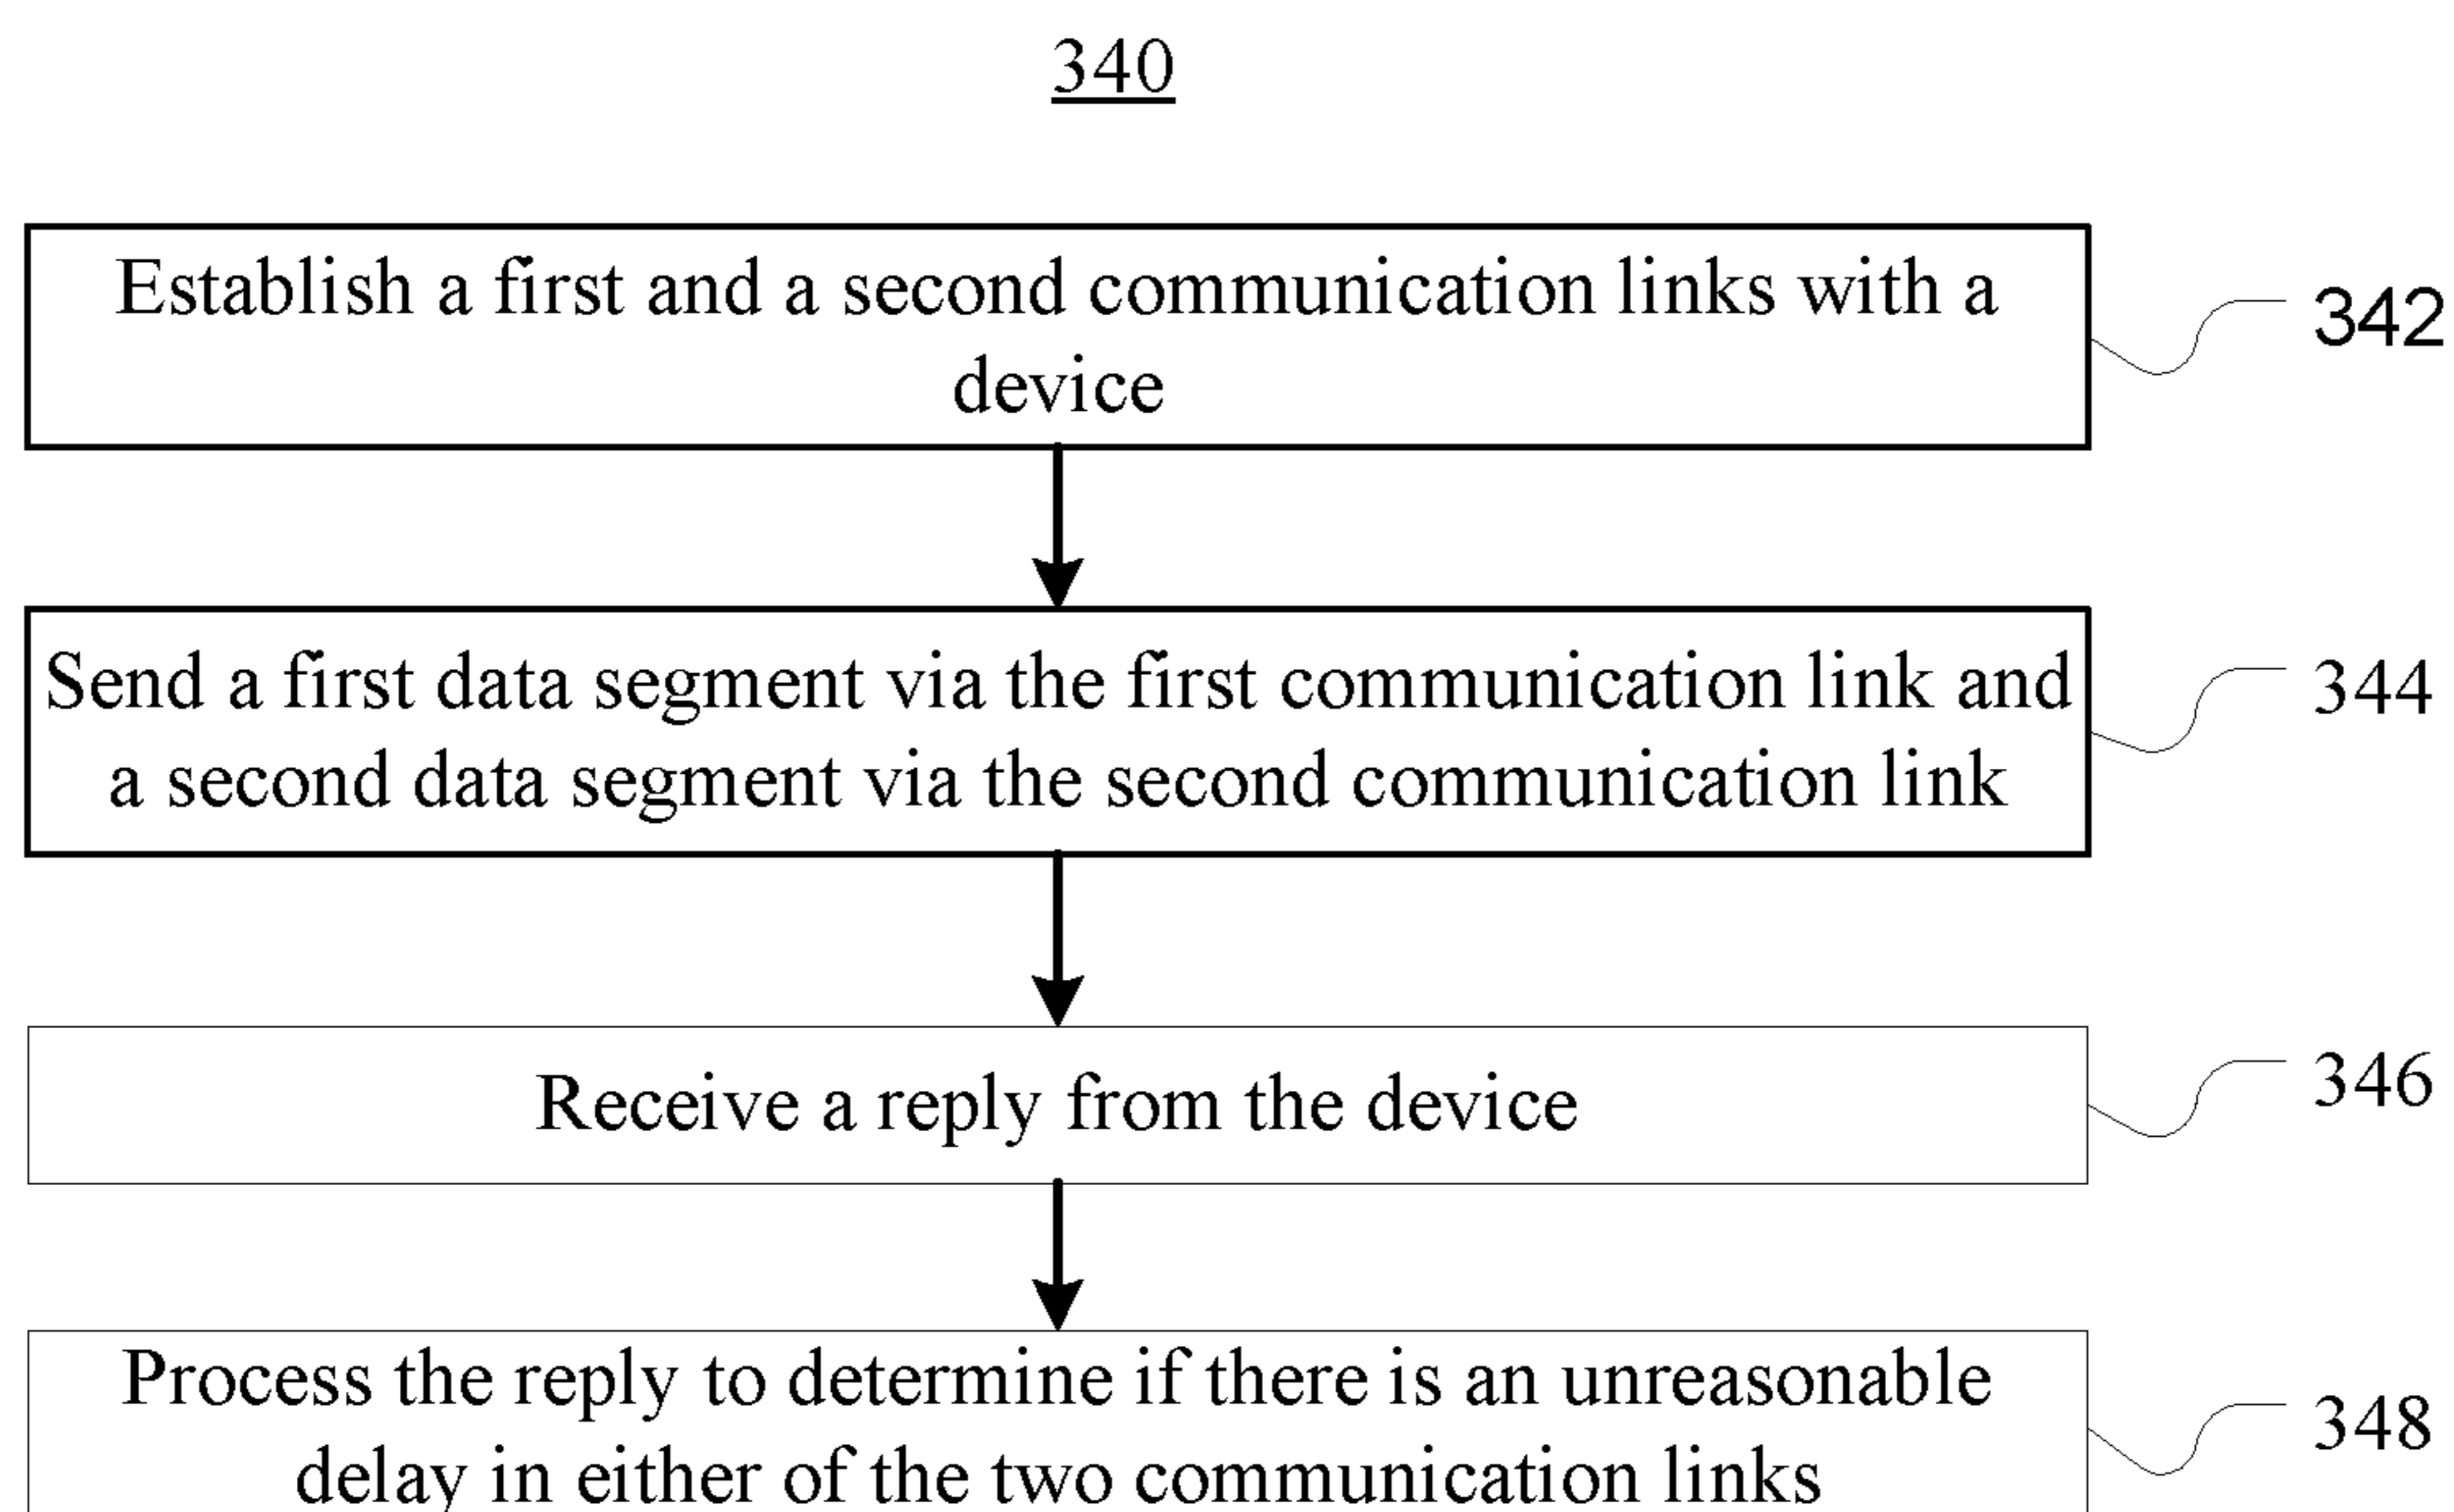 340
Establish a first and a second communication links with a
device
342
Send a first data segment via the first communication link and
a second data segment via the second communication link
344
Receive a reply from the device
346
Process the reply to determine if there is an unreasonable
delay in either of the two communication links
348